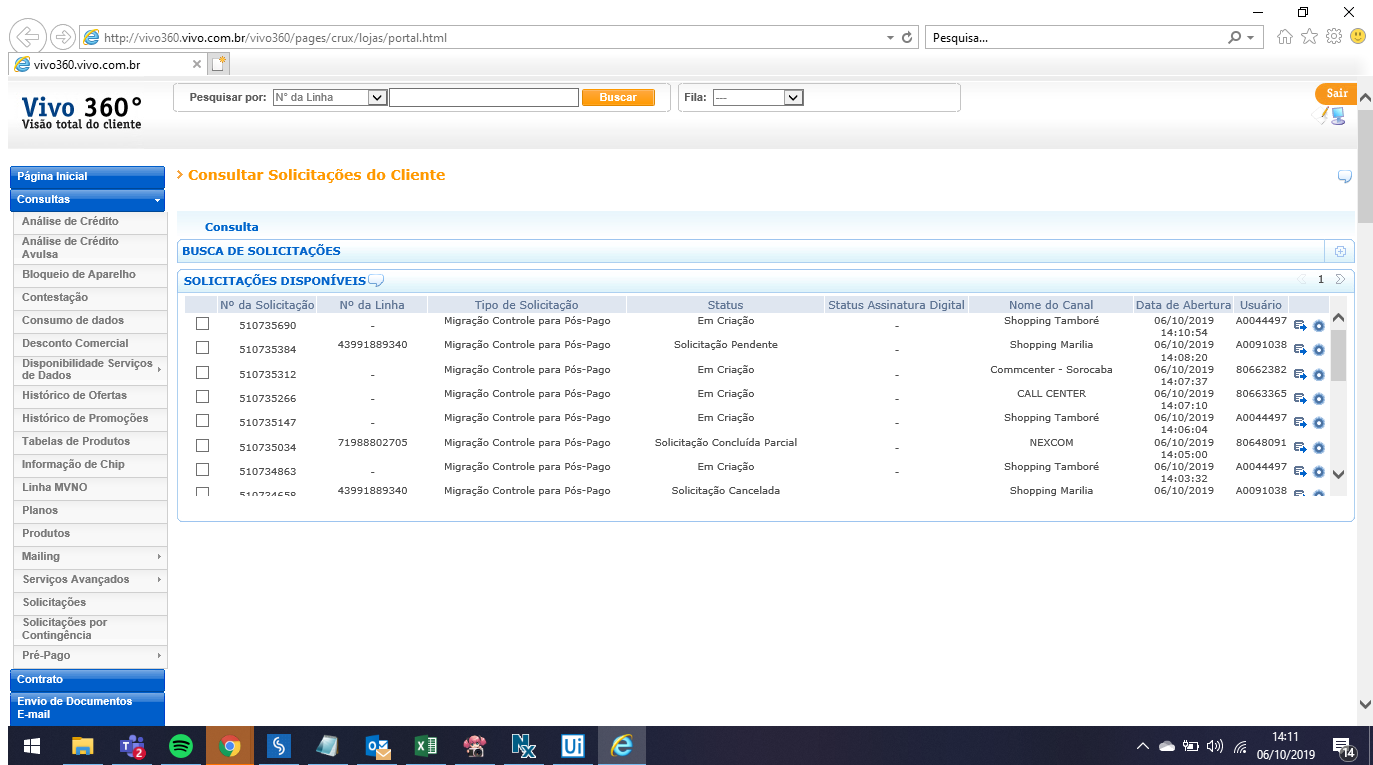 http://vivo360.vivo.com.br/vivo360/pages/crux/lojas/portal.html
Pesquisa...
vivo360.vivo.com.br
Vivo 360°
Visão total do cliente
Pesquisar por: N° da Linha Buscar Fila: --- Sair
Página Inicial
Consultas
Análise de Crédito
Análise de Crédito
Avulsa
Bloqueio de Aparelho
Contestação
Consumo de dados
Desconto Comercial
Disponibilidade Serviços
de Dados
Histórico de Ofertas
Histórico de Promoções
Tabelas de Produtos
Informação de Chip
Linha MVNO
Planos
Produtos
Mailing
Serviços Avançados
Solicitações
Solicitações por
Contingência
Pré-Pago
Contrato
Envio de Documentos
E-mail
Consultar Solicitações do Cliente
Consulta
BUSCA DE SOLICITAÇÕES
SOLICITAÇÕES DISPONÍVEIS 1
Nº da Solicitação Nº da Linha Tipo de Solicitação Status Status Assinatura Digital Nome do Canal Data de Abertura Usuário
510735690 - Migração Controle para Pós-Pago Em Criação - Shopping Tamboré 06/10/2019 14:10:54 A0044497
510735384 43991889340 Migração Controle para Pós-Pago Solicitação Pendente - Shopping Marilia 06/10/2019 14:08:20 A0091038
510735312 - Migração Controle para Pós-Pago Em Criação - Commcenter - Sorocaba 06/10/2019 14:07:37 80662382
510735266 - Migração Controle para Pós-Pago Em Criação - CALL CENTER 06/10/2019 14:07:10 80663365
510735147 - Migração Controle para Pós-Pago Em Criação - Shopping Tamboré 06/10/2019 14:06:04 A0044497
510735034 71988802705 Migração Controle para Pós-Pago Solicitação Concluída Parcial - NEXCOM 06/10/2019 14:05:00 80648091
510734863 - Migração Controle para Pós-Pago Em Criação - Shopping Tamboré 06/10/2019 14:03:32 A0044497
510734658 43991889340 Migração Controle para Pós-Pago Solicitação Cancelada Shopping Marilia 06/10/2019 A0091038
2
14:11
06/10/2019
14